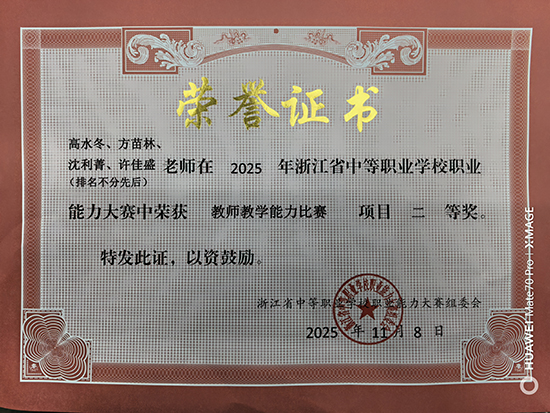 荣誉证书
高水冬、方苗林、
沈利菁、许佳盛 老师在 2025 年浙江省中等职业学校职业
(排名不分先后)
能力大赛中荣获 教师教学能力比赛 项目 二 等奖。
特发此证，以资鼓励。
浙江省中等职业学校职业能力大赛组委会
2025 年 11 月 8 日
HUAWEI Mate70 Pro | XMAGE